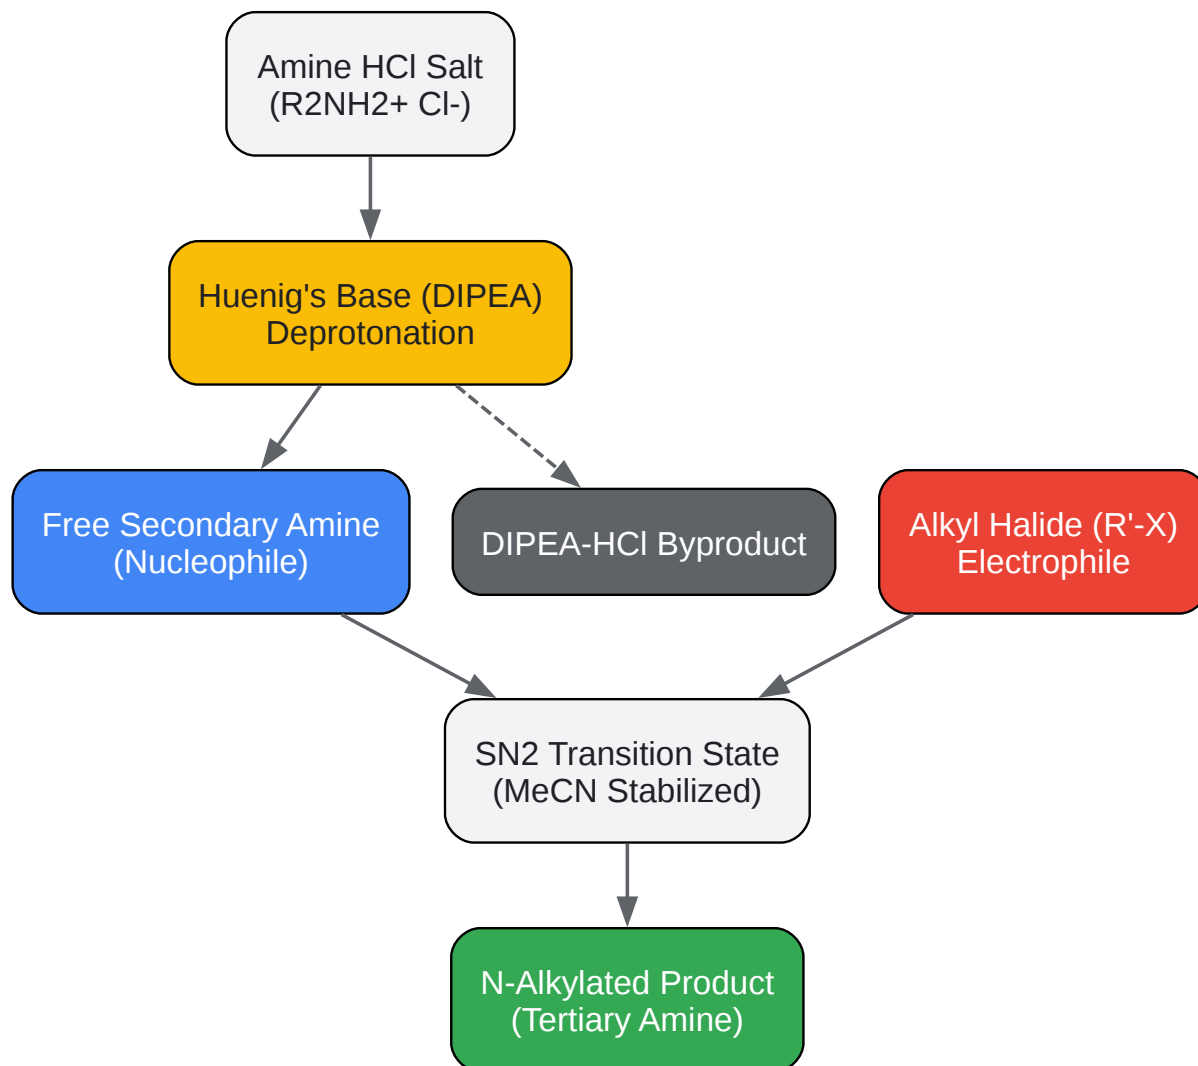 Amine HCl Salt
(R2NH2+ Cl-)
Huenig's Base (DIPEA)
Deprotonation
Free Secondary Amine
(Nucleophile)
DIPEA-HCl Byproduct
Alkyl Halide (R'-X)
Electrophile
SN2 Transition State
(MeCN Stabilized)
N-Alkylated Product
(Tertiary Amine)